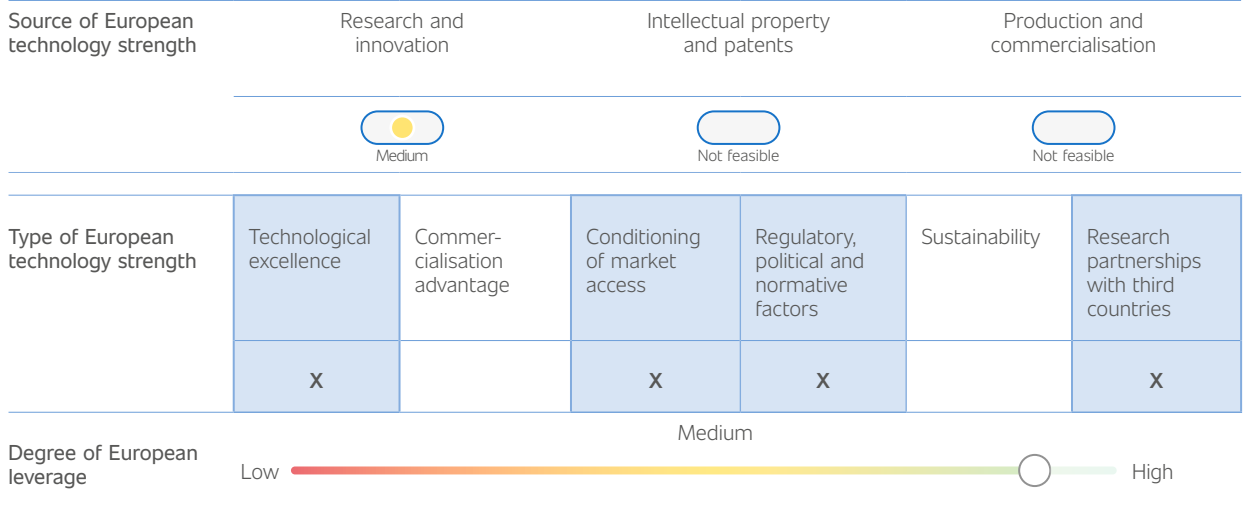 Source of European
technology strength
Research and
innovation
Intellectual property
and patents
Production and
commercialisation
Medium
Not feasible
Not feasible
Type of European
technology strength
Technological
excellence
Commer-
cialisation
advantage
Conditioning
of market
access
Regulatory,
political and
normative
factors
Sustainability
Research
partnerships
with third
countries
X
X
X
X
Degree of European
leverage
Medium
Low
High